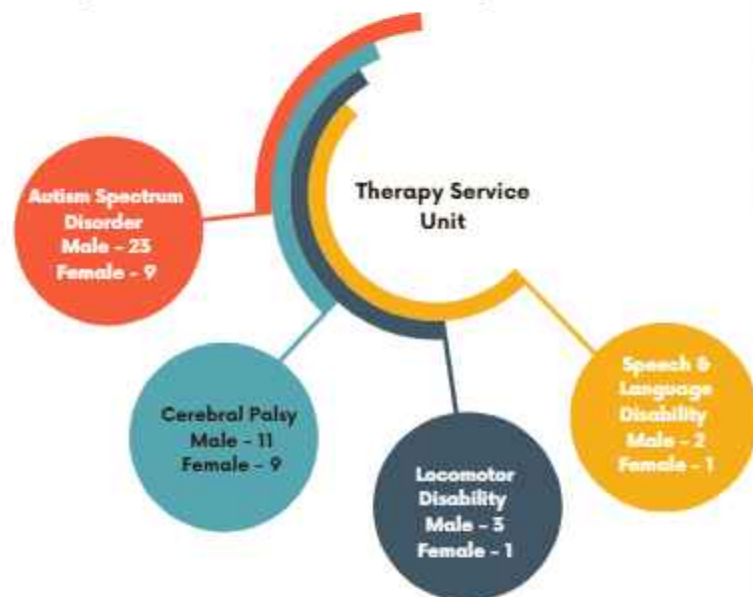 Therapy Service
Unit
Autism Spectrum
Disorder
Male - 23
Female - 9
Cerebral Palsy
Male - 11
Female - 9
Locomotor
Disability
Male - 3
Female - 1
Speech &
Language
Disability
Male - 2
Female - 1